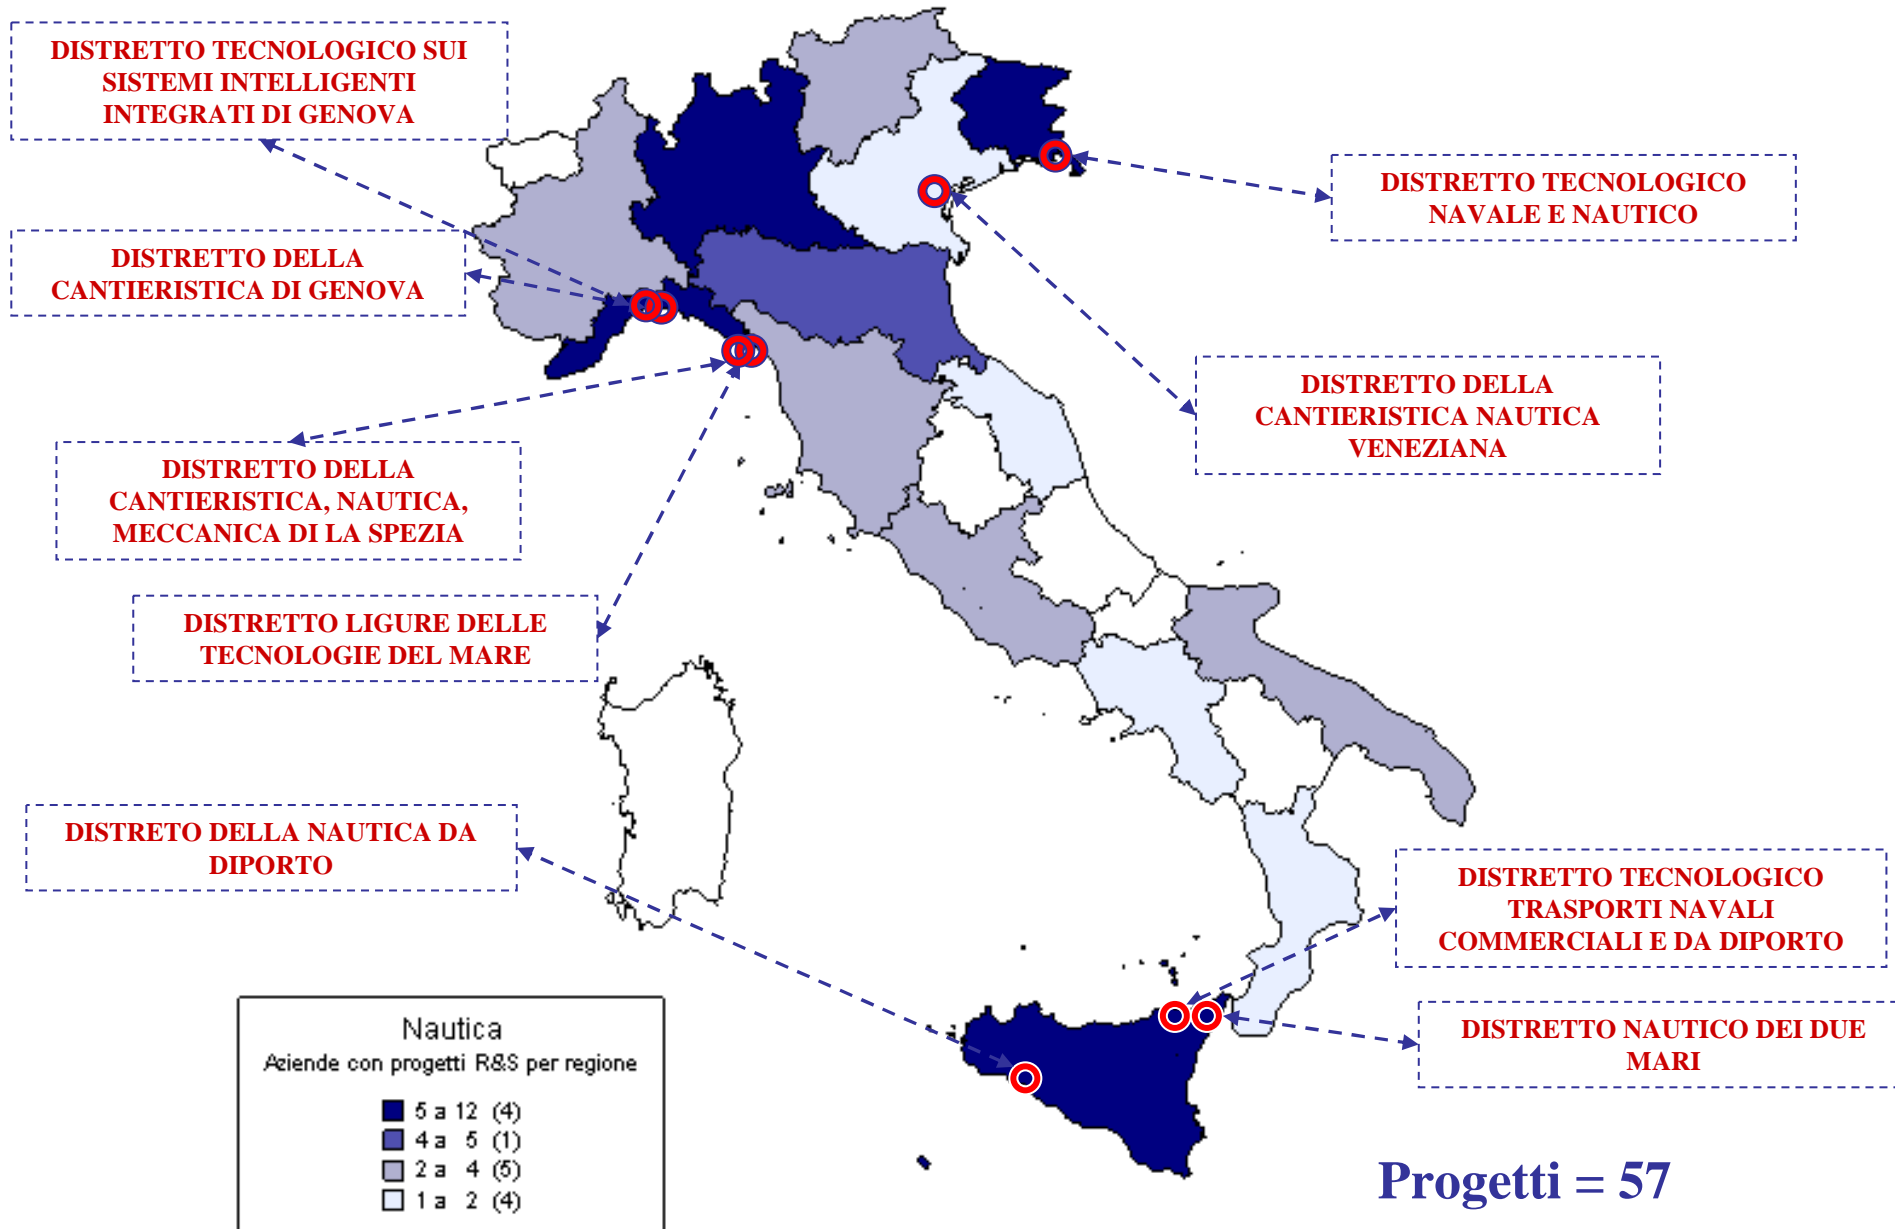 DISTRETTO TECNOLOGICO SUI
SISTEMI INTELLIGENTI
INTEGRATI DI GENOVA
DISTRETTO TECNOLOGICO
NAVALE E NAUTICO
DISTRETTO DELLA
CANTIERISTICA DI GENOVA
DISTRETTO DELLA
CANTIERISTICA NAUTICA
VENEZIANA
DISTRETTO DELLA
CANTIERISTICA, NAUTICA,
MECCANICA DI LA SPEZIA
DISTRETTO LIGURE DELLE
TECNOLOGIE DEL MARE
DISTRETO DELLA NAUTICA DA
DIPORTO
DISTRETTO TECNOLOGICO
TRASPORTI NAVALI
COMMERCIALI E DA DIPORTO
DISTRETTO NAUTICO DEI DUE
MARI
Nautica
Aziende con progetti R&S per regione
5 a 12 (4)
4 a 5 (1)
2 a 4 (5)
1 a 2 (4)
Progetti = 57